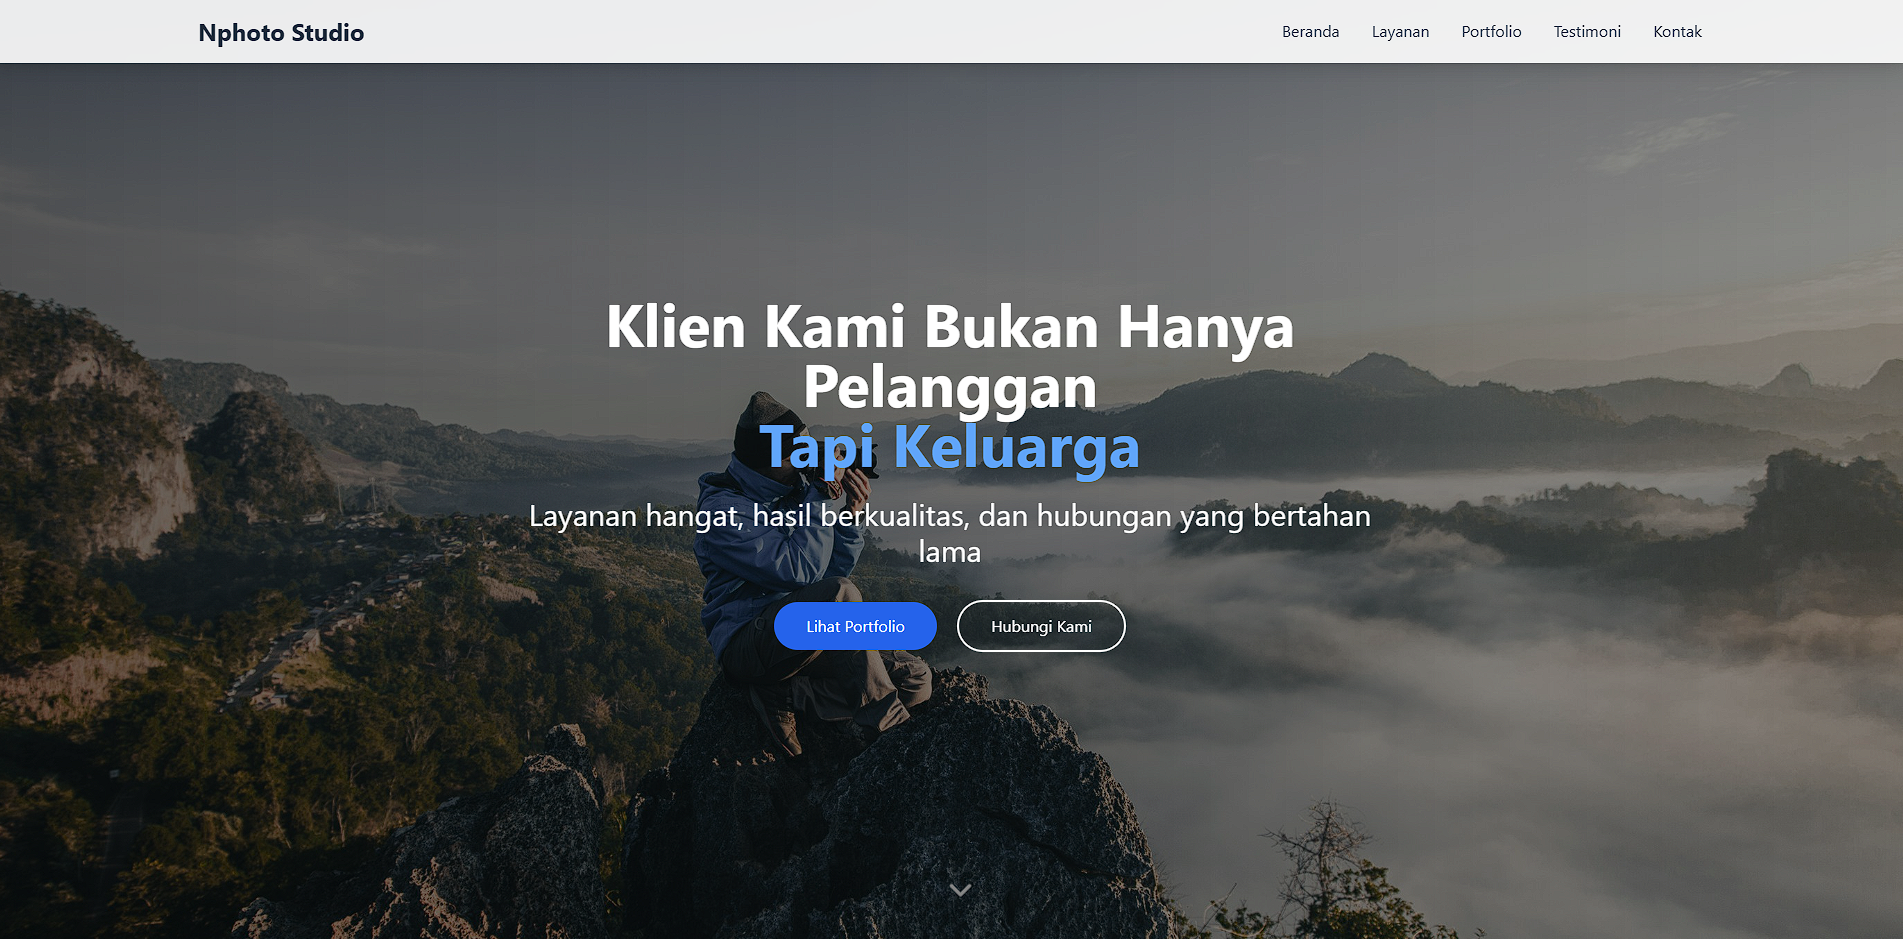 Nphoto Studio
Beranda Layanan Portfolio Testimoni Kontak
Klien Kami Bukan Hanya
Pelanggan
Tapi Keluarga
Layanan hangat, hasil berkualitas, dan hubungan yang bertahan
lama
Lihat Portfolio
Hubungi Kami